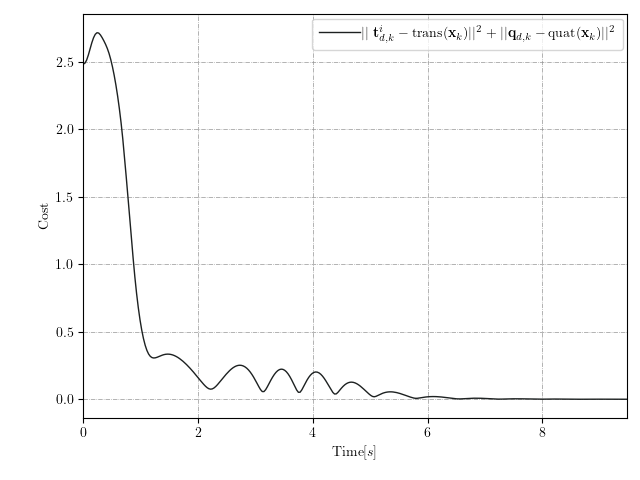 || t^i_{d,k} − trans(x_k)||² + ||q_{d,k} − quat(x_k)||²
2.5
2.0
1.5
1.0
0.5
0.0
Cost
0 2 4 6 8
Time[s]